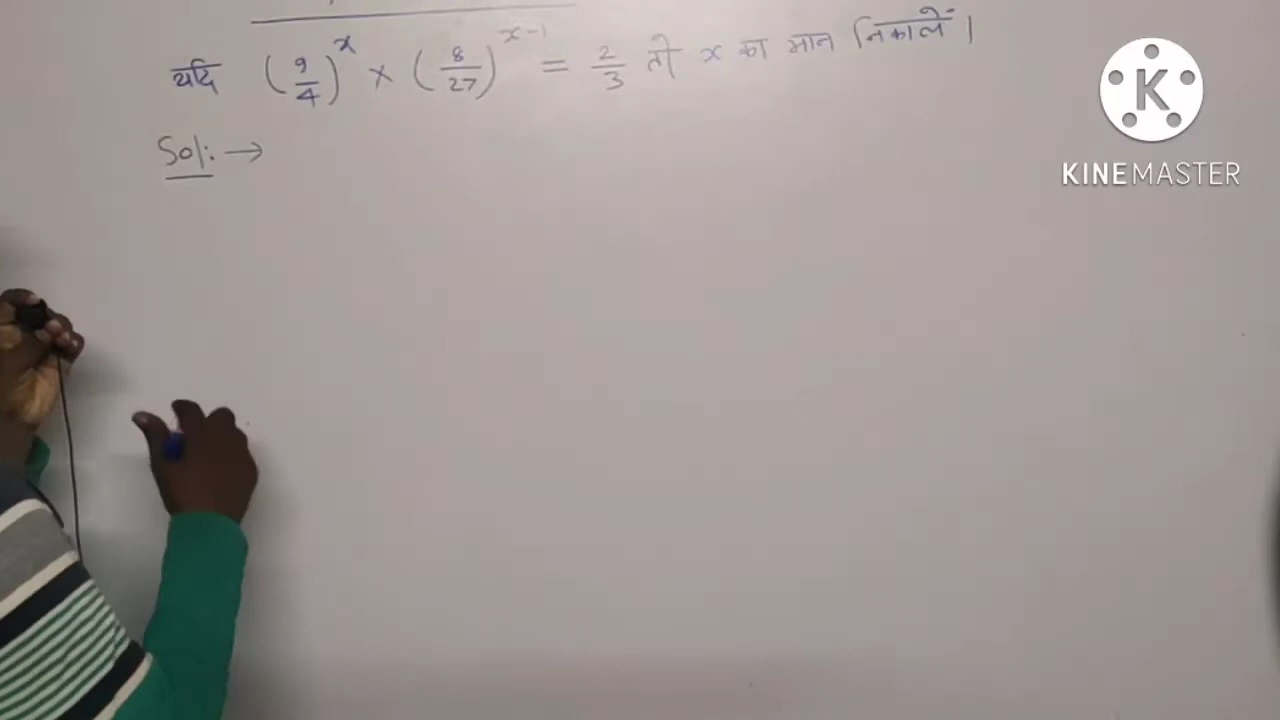 यदि (9/4)^x × (8/27)^(x-1) = 2/3 तो x का मान निकालें।
Sol: →
KINEMASTER